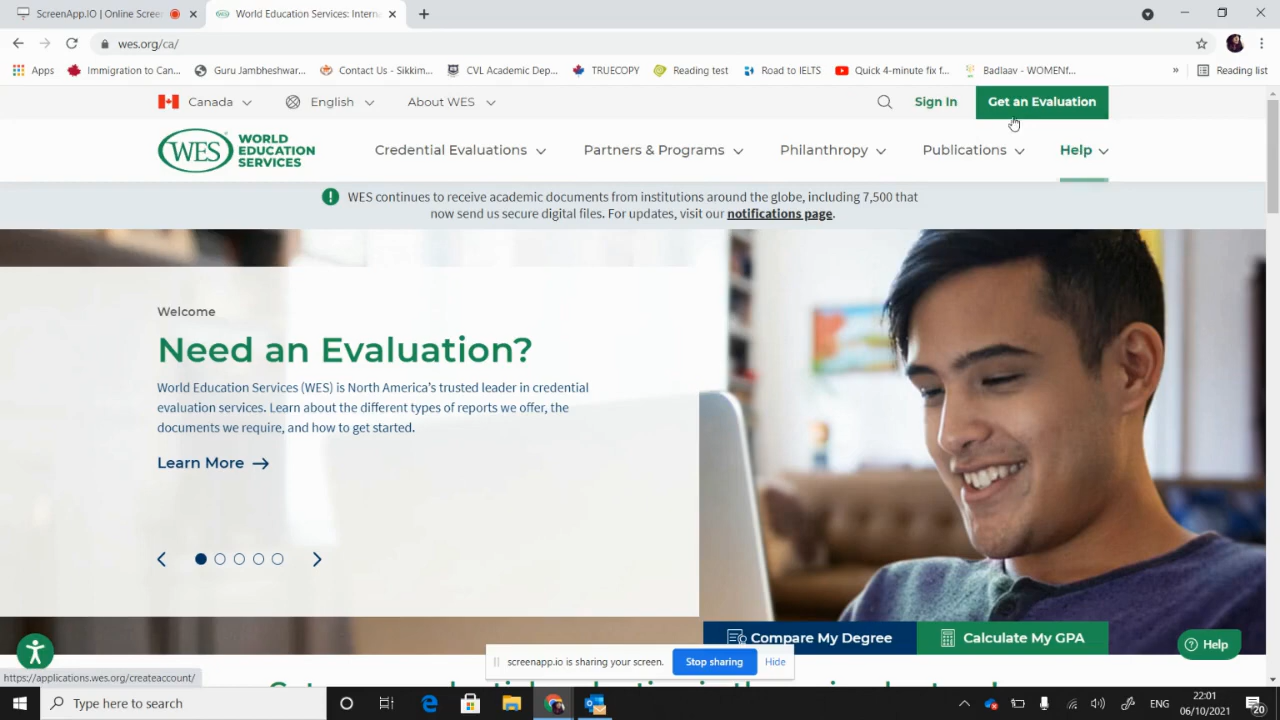 ScreenApp.IO | Online Scree
World Education Services: Intern
wes.org/ca/
Apps
Immigration to Can...
Guru Jambheshwar...
Contact Us - Sikkim...
CVL Academic Dep...
TRUECOPY
Reading test
Road to IELTS
Quick 4-minute fix f...
Badlaav - WOMENf...
»
Reading list
Canada
English
About WES
Sign In
Get an Evaluation
WES
WORLD
EDUCATION
SERVICES
Credential Evaluations
Partners & Programs
Philanthropy
Publications
Help
WES continues to receive academic documents from institutions around the globe, including 7,500 that
now send us secure digital files. For updates, visit our notifications page.
Welcome
Need an Evaluation?
World Education Services (WES) is North America's trusted leader in credential
evaluation services. Learn about the different types of reports we offer, the
documents we require, and how to get started.
Learn More
Compare My Degree
Calculate My GPA
Help
screenapp.io is sharing your screen.
Stop sharing
Hide
https://applications.wes.org/createaccount/
Type here to search
ENG
22:01
06/10/2021
20